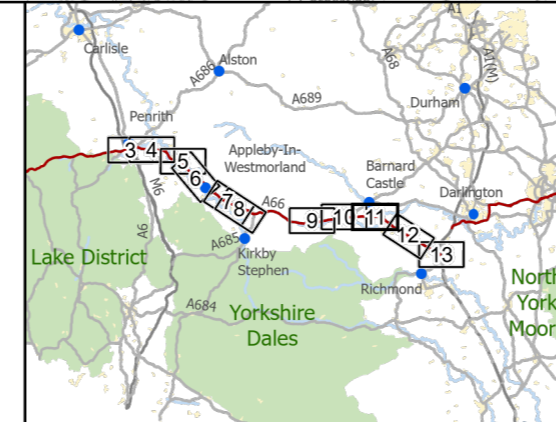 A1
Carlisle
Alston
A686
A68
A1(M)
A689
Durham
Penrith
Appleby-In-
Westmorland
Barnard
Castle
Darlington
3 4
5
6
7
8
A66
9
10
11
12
13
M6
A6
A685
Lake District
Kirkby
Stephen
Richmond
A684
Yorkshire
Dales
North
York
Moor